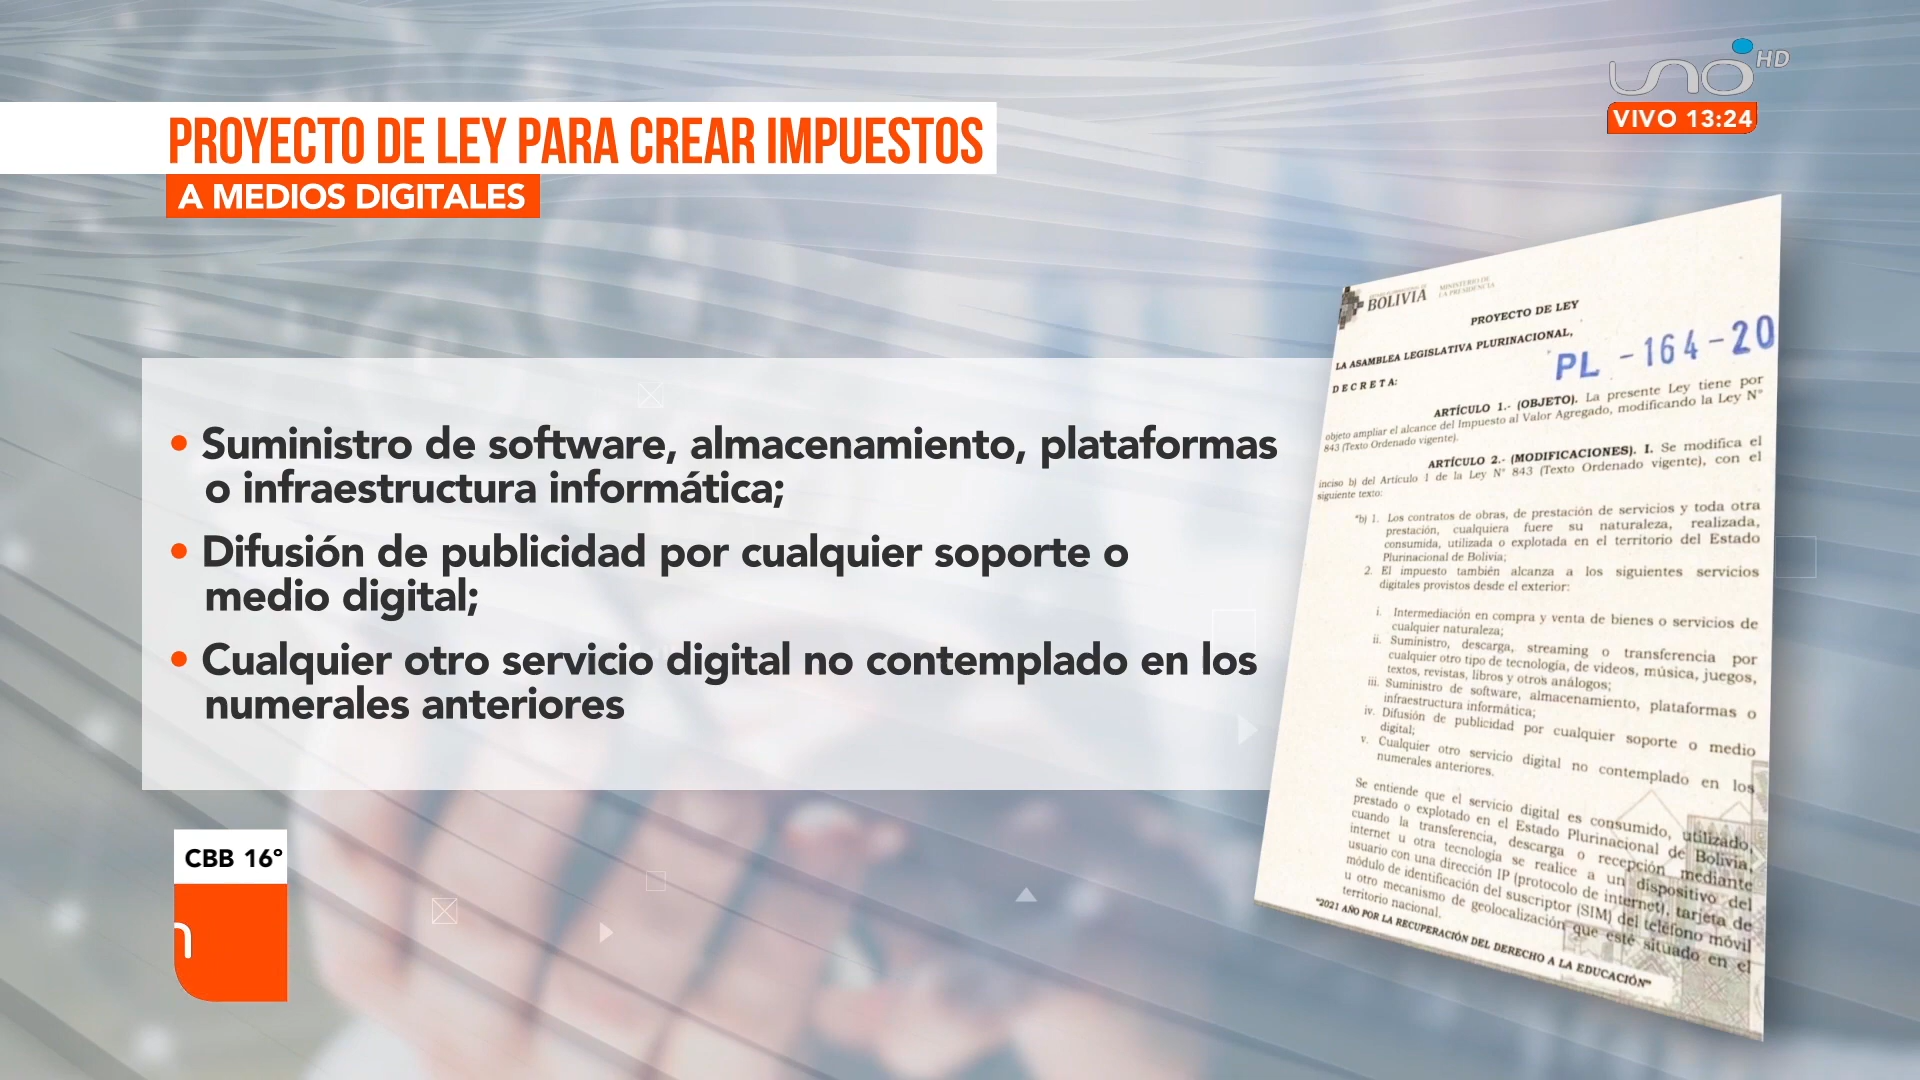 UNO HD
VIVO 13:24
PROYECTO DE LEY PARA CREAR IMPUESTOS
A MEDIOS DIGITALES
• Suministro de software, almacenamiento, plataformas
o infraestructura informática;
• Difusión de publicidad por cualquier soporte o
medio digital;
• Cualquier otro servicio digital no contemplado en los
numerales anteriores
CBB 16º
n
BOLIVIA
MINISTERIO DE
LA PRESIDENCIA
PROYECTO DE LEY
LA ASAMBLEA LEGISLATIVA PLURINACIONAL,
PL - 164 - 20
D E C R E T A:
ARTÍCULO 1.- (OBJETO). La presente Ley tiene por
objeto ampliar el alcance del Impuesto al Valor Agregado, modificando la Ley N°
843 (Texto Ordenado vigente).
ARTÍCULO 2.- (MODIFICACIONES). I. Se modifica el
inciso b) del Artículo 1 de la Ley N° 843 (Texto Ordenado vigente), con el
siguiente texto:
"b) 1. Los contratos de obras, de prestación de servicios y toda otra
prestación, cualquiera fuere su naturaleza, realizada,
consumida, utilizada o explotada en el territorio del Estado
Plurinacional de Bolivia;
2. El impuesto también alcanza a los siguientes servicios
digitales provistos desde el exterior:
i. Intermediación en compra y venta de bienes o servicios de
cualquier naturaleza;
ii. Suministro, descarga, streaming o transferencia por
cualquier otro tipo de tecnología, de videos, música, juegos,
textos, revistas, libros y otros análogos;
iii. Suministro de software, almacenamiento, plataformas o
infraestructura informática;
iv. Difusión de publicidad por cualquier soporte o medio
digital;
v. Cualquier otro servicio digital no contemplado en los
numerales anteriores.
Se entiende que el servicio digital es consumido, utilizado,
prestado o explotado en el Estado Plurinacional de Bolivia,
cuando la transferencia, descarga o recepción mediante
internet u otra tecnología se realice a un dispositivo del
usuario con una dirección IP (protocolo de internet), tarjeta de
módulo de identificación del suscriptor (SIM) del teléfono móvil
u otro mecanismo de geolocalización que esté situado en el
territorio nacional.
"2021 AÑO POR LA RECUPERACIÓN DEL DERECHO A LA EDUCACIÓN"